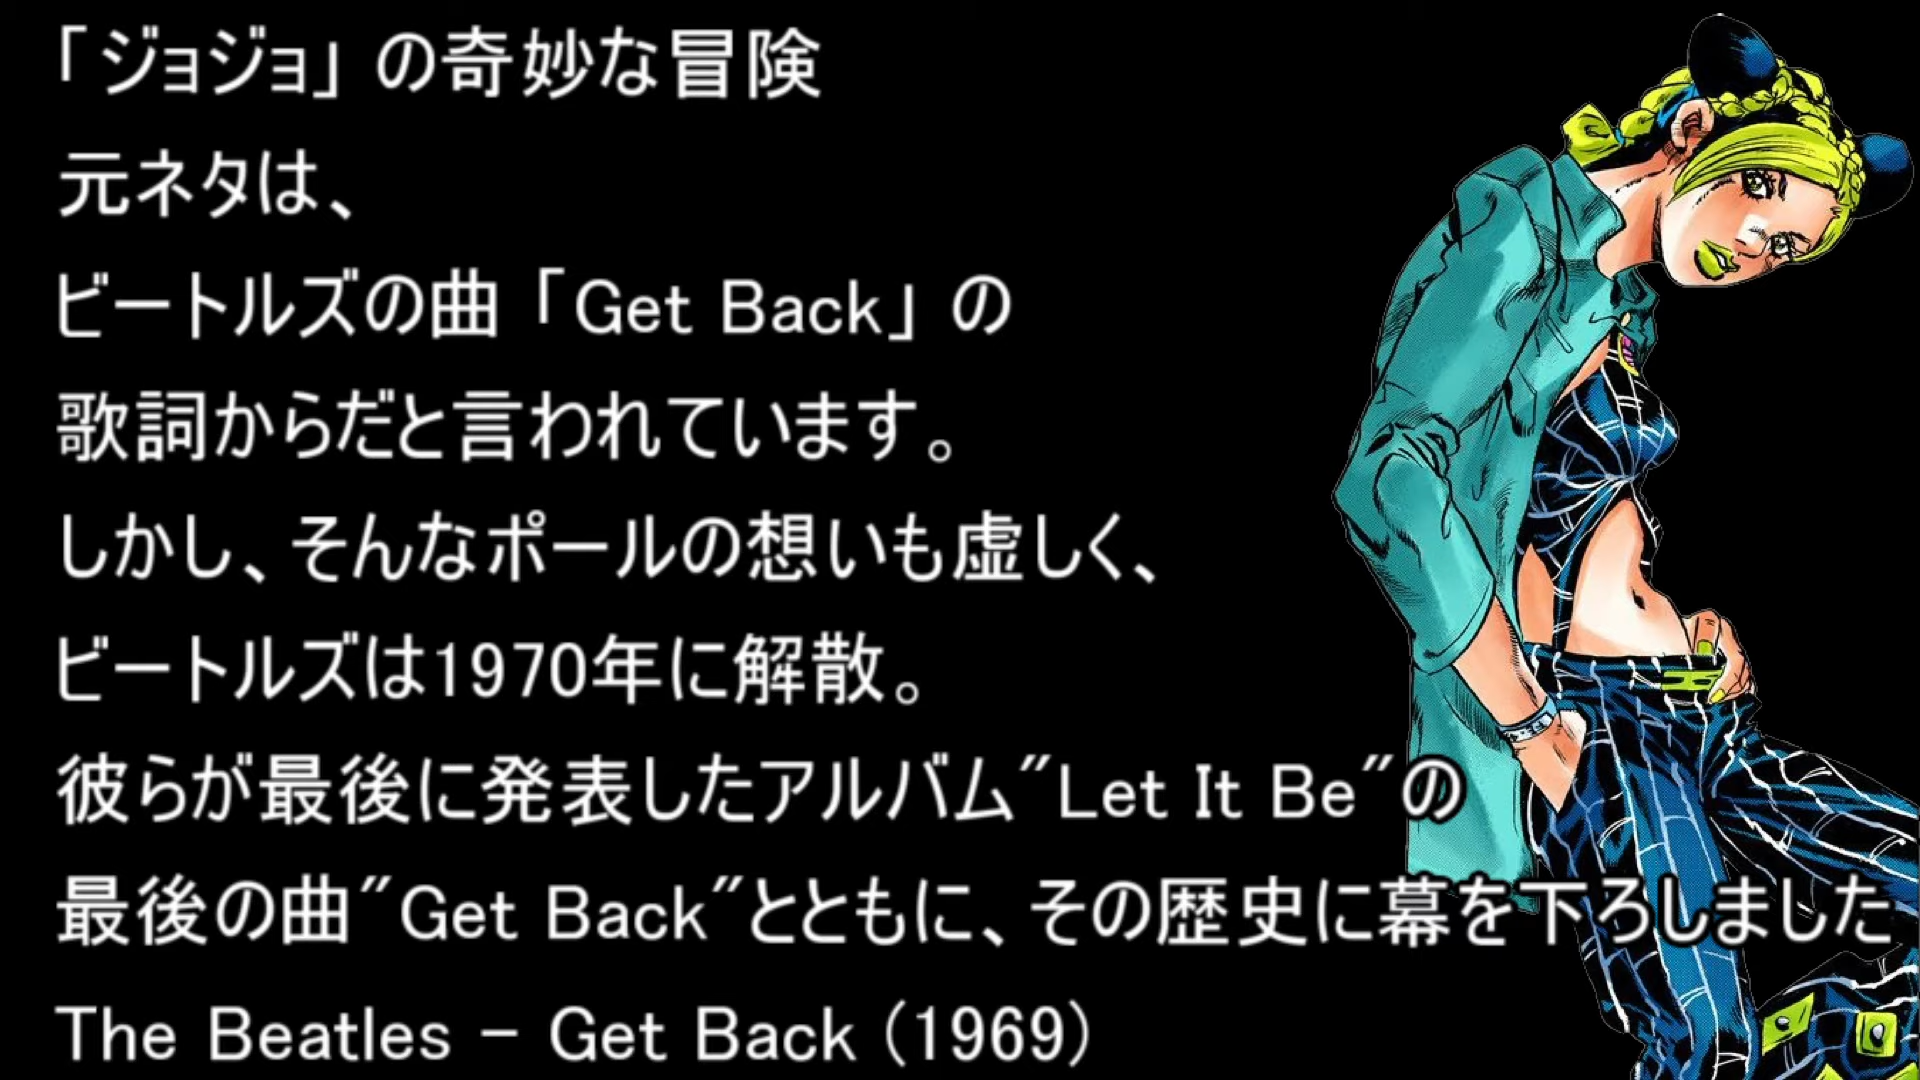 「ジョジョ」の奇妙な冒険
元ネタは、
ビートルズの曲「Get Back」の
歌詞からだと言われています。
しかし、そんなポールの想いも虚しく、
ビートルズは1970年に解散。
彼らが最後に発表したアルバム"Let It Be"の
最後の曲"Get Back"とともに、その歴史に幕を下ろしました
The Beatles - Get Back (1969)